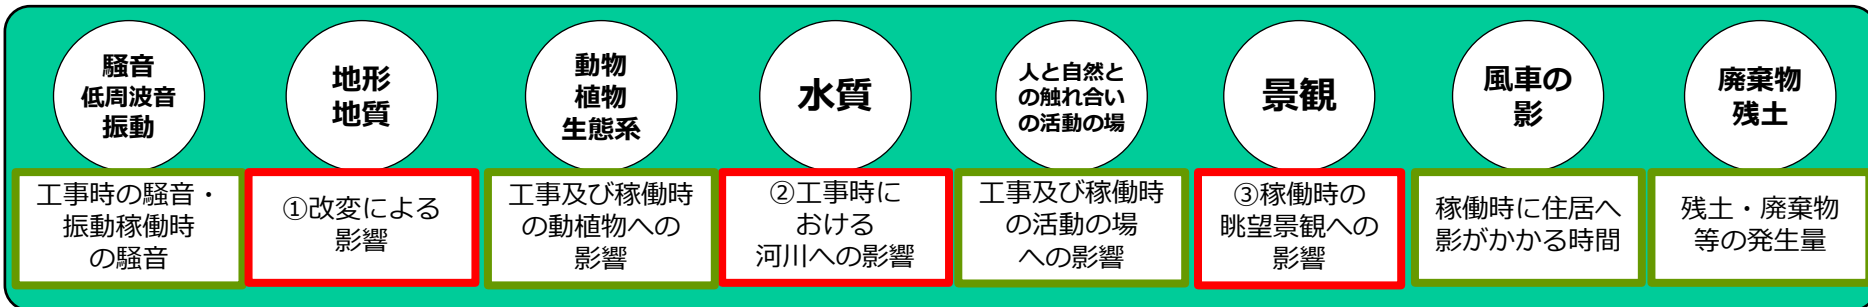 騒音
低周波音
振動
地形
地質
動物
植物
生態系
水質
人と自然と
の触れ合い
の活動の場
景観
風車の
影
廃棄物
残土
工事時の騒音・
振動稼働時
の騒音
①改変による
影響
工事及び稼働時
の動植物への
影響
②工事時に
おける
河川への影響
工事及び稼働時
の活動の場
への影響
③稼働時の
眺望景観への
影響
稼働時に住居へ
影がかかる時間
残土・廃棄物
等の発生量